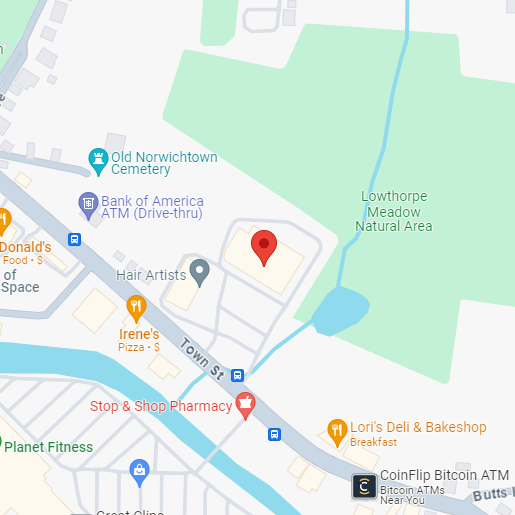 Old Norwichtown
Cemetery
Bank of America
ATM (Drive-thru)
Lowthorpe
Meadow
Natural Area
Donald's
Food • $
of
Space
Hair Artists
Irene's
Pizza • $
Town St
Stop & Shop Pharmacy
Lori's Deli & Bakeshop
Breakfast
Planet Fitness
CoinFlip Bitcoin ATM
Bitcoin ATMs
Near You
Butts
Great Clips